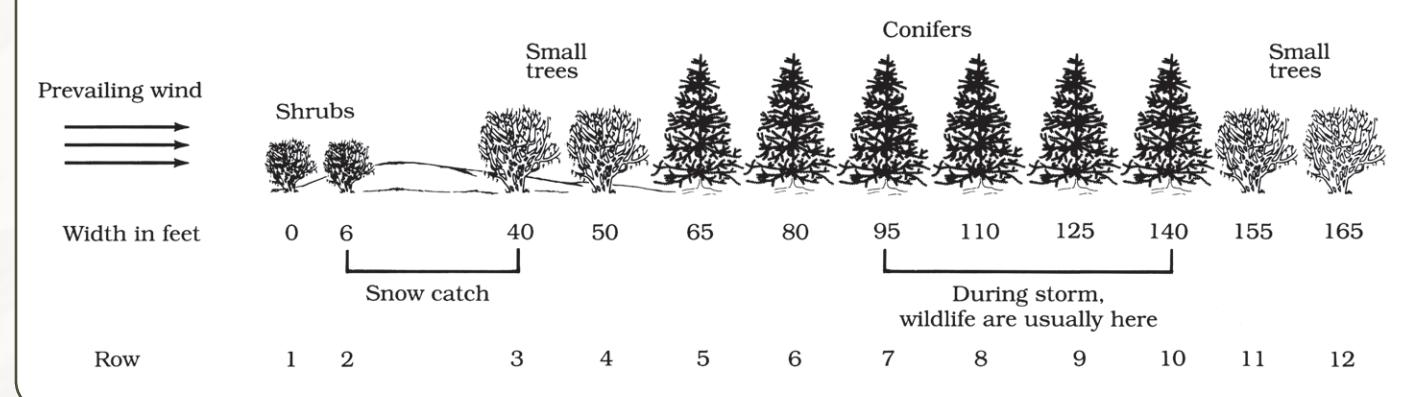 Conifers
Small
trees
Small
trees
Prevailing wind
Shrubs
Width in feet 0 6 40 50 65 80 95 110 125 140 155 165
Snow catch
During storm,
wildlife are usually here
Row 1 2 3 4 5 6 7 8 9 10 11 12